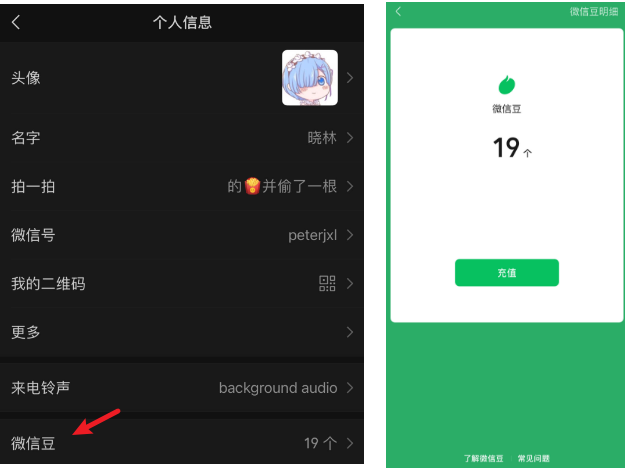 个人信息
头像
名字 晓林
拍一拍 的🍟并偷了一根
微信号 peterjxl
我的二维码
更多
来电铃声 background audio
微信豆 19 个
微信豆明细
微信豆
19 个
充值
了解微信豆 常见问题